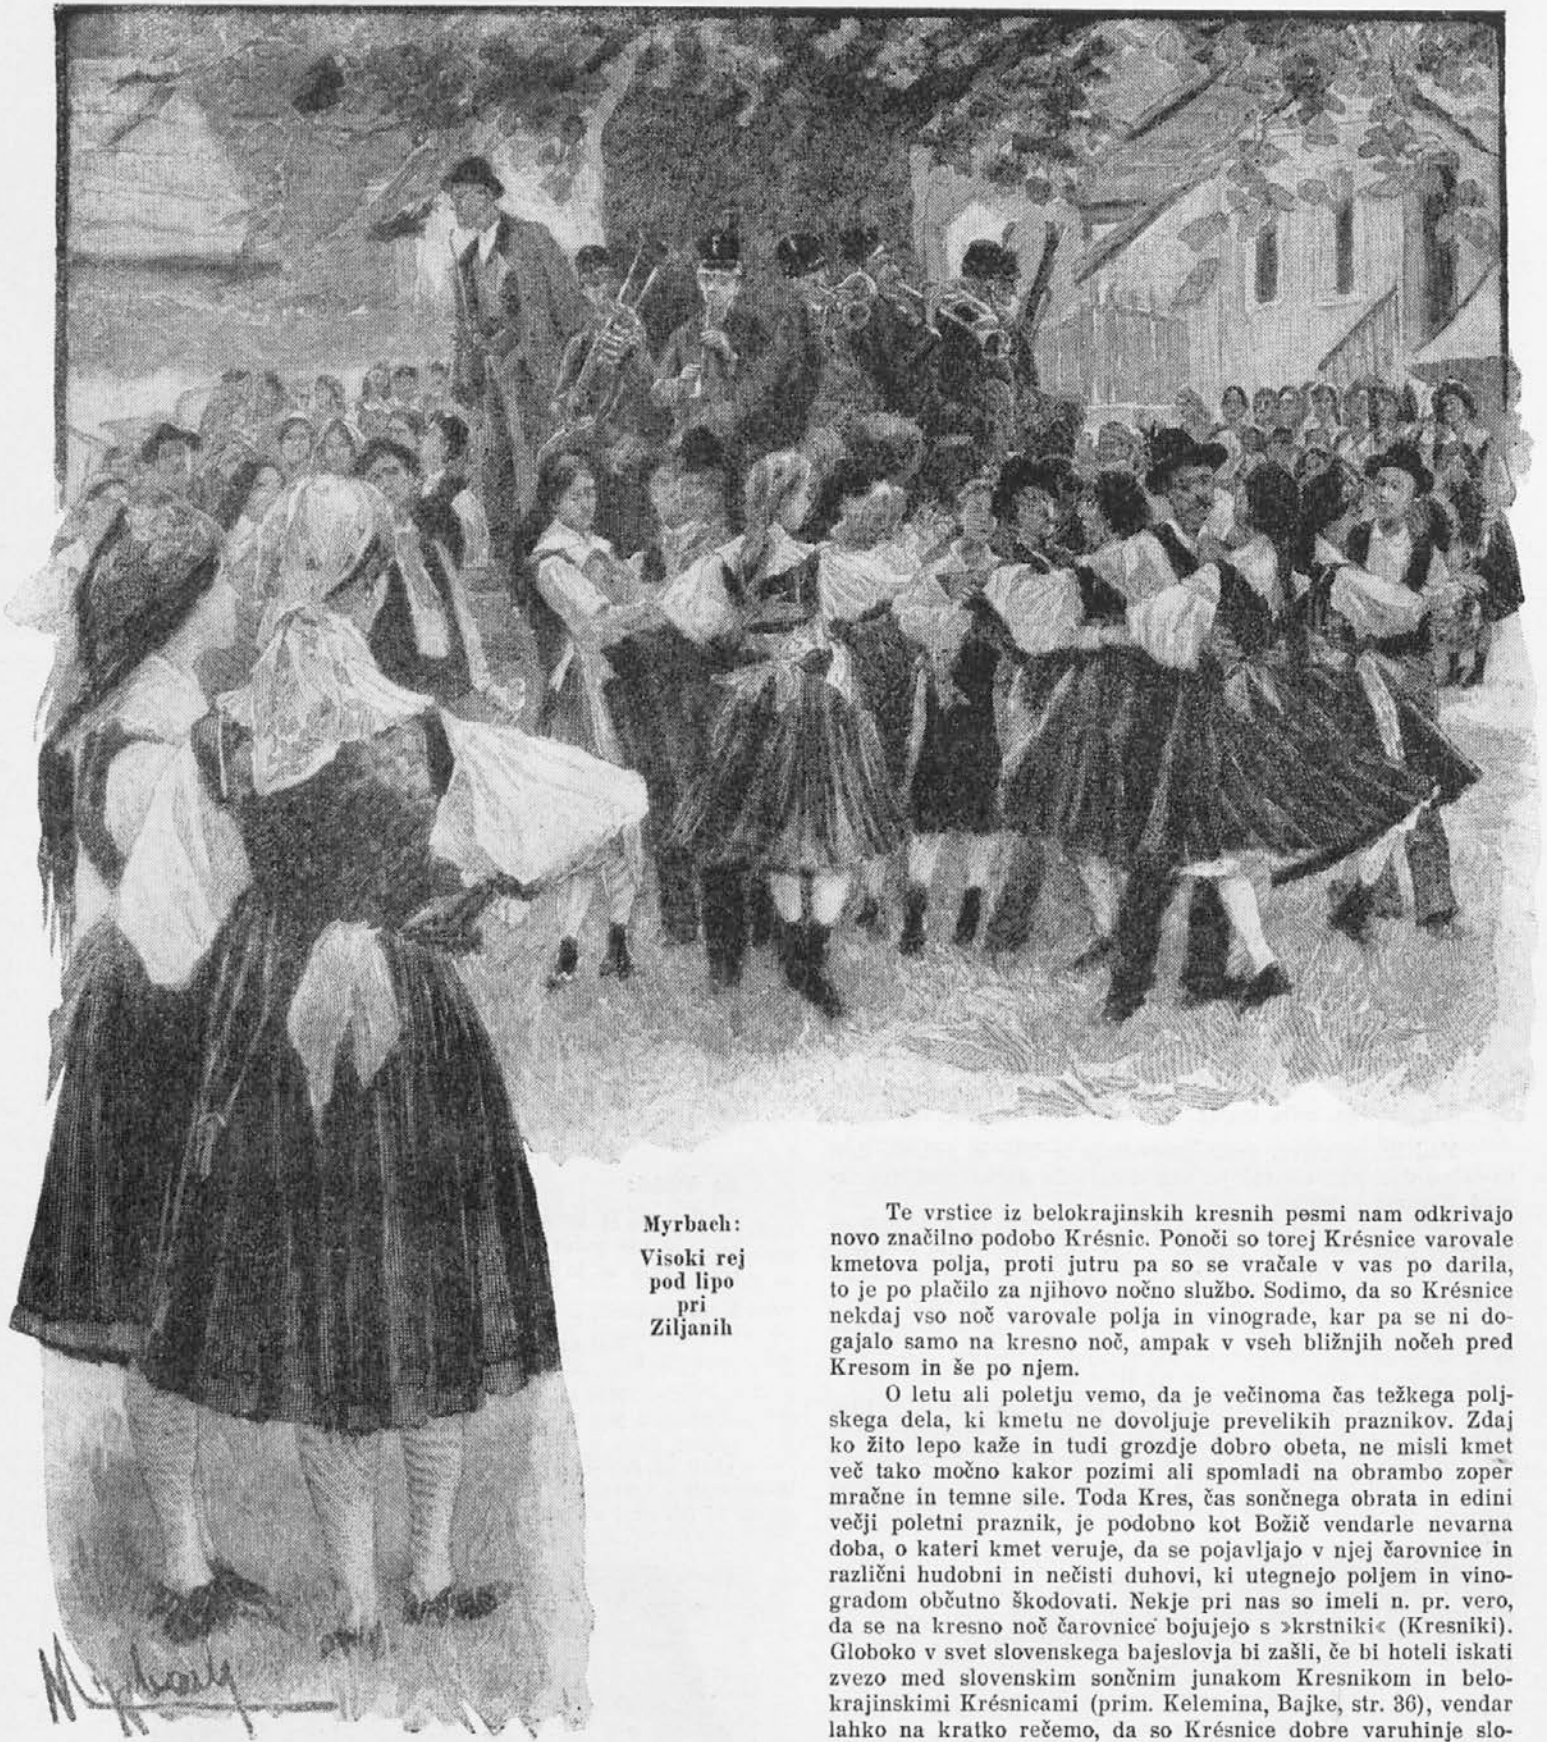 Myrbach:
Visoki rej
pod lipo
pri
Ziljanih
Te vrstice iz belokrajinskih kresnih pesmi nam odkrivajo
novo značilno podobo Krésnic. Ponoči so torej Krésnice varovale
kmetova polja, proti jutru pa so se vračale v vas po darila,
to je po plačilo za njihovo nočno službo. Sodimo, da so Krésnice
nekdaj vso noč varovale polja in vinograde, kar pa se ni do-
gajalo samo na kresno noč, ampak v vseh bližnjih nočeh pred
Kresom in še po njem.
O letu ali poletju vemo, da je večinoma čas težkega polj-
skega dela, ki kmetu ne dovoljuje prevelikih praznikov. Zdaj
ko žito lepo kaže in tudi grozdje dobro obeta, ne misli kmet
več tako močno kakor pozimi ali spomladi na obrambo zoper
mračne in temne sile. Toda Kres, čas sončnega obrata in edini
večji poletni praznik, je podobno kot Božič vendarle nevarna
doba, o kateri kmet veruje, da se pojavljajo v njej čarovnice in
različni hudobni in nečisti duhovi, ki utegnejo poljem in vino-
gradom občutno škodovati. Nekje pri nas so imeli n. pr. vero,
da se na kresno noč čarovnice bojujejo s »krstniki« (Kresniki).
Globoko v svet slovenskega bajeslovja bi zašli, če bi hoteli iskati
zvezo med slovenskim sončnim junakom Kresnikom in belo-
krajinskimi Krésnicami (prim. Kelemina, Bajke, str. 36), vendar
lahko na kratko rečemo, da so Krésnice dobre varuhinje slo-
Myrbach